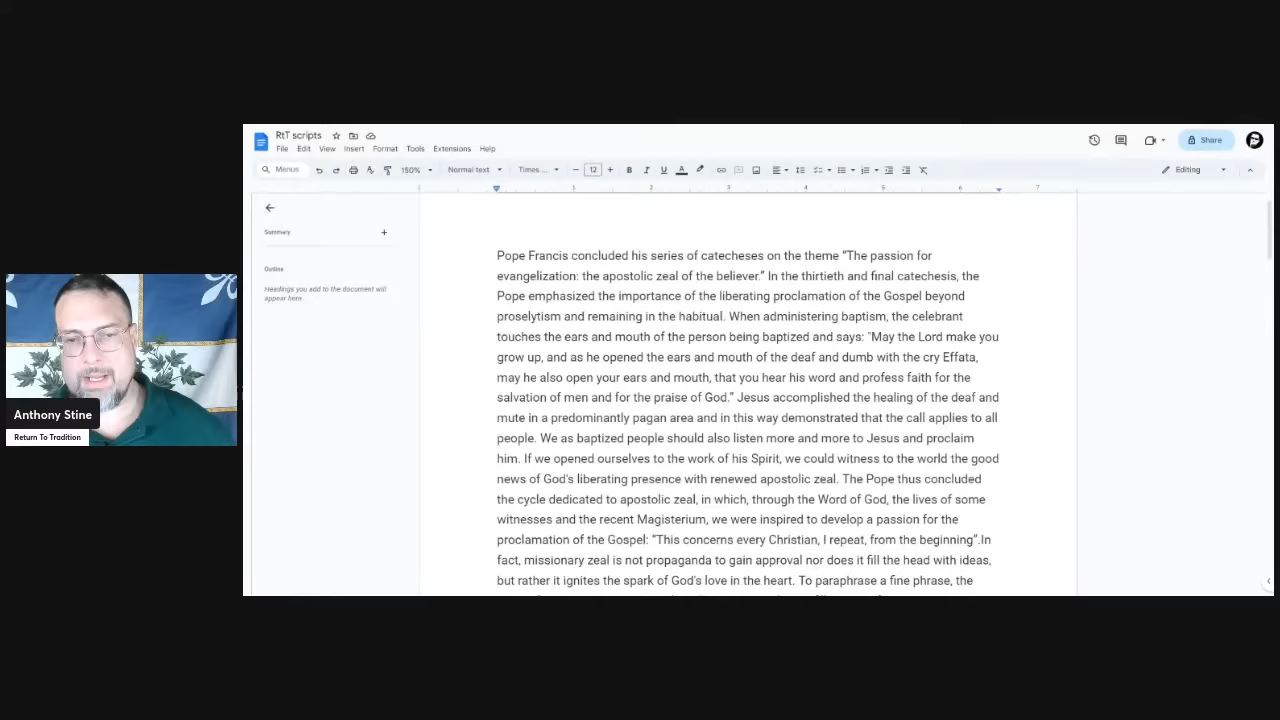 RtT scripts
File Edit View Insert Format Tools Extensions Help
Share
Menus
150%
Normal text
Times ...
12
Editing
1 1 2 3 4 5 6 7
Summary
Outline
Headings you add to the document will
appear here
Pope Francis concluded his series of catecheses on the theme “The passion for
evangelization: the apostolic zeal of the believer.” In the thirtieth and final catechesis, the
Pope emphasized the importance of the liberating proclamation of the Gospel beyond
proselytism and remaining in the habitual. When administering baptism, the celebrant
touches the ears and mouth of the person being baptized and says: "May the Lord make you
grow up, and as he opened the ears and mouth of the deaf and dumb with the cry Effata,
may he also open your ears and mouth, that you hear his word and profess faith for the
salvation of men and for the praise of God.” Jesus accomplished the healing of the deaf and
mute in a predominantly pagan area and in this way demonstrated that the call applies to all
people. We as baptized people should also listen more and more to Jesus and proclaim
him. If we opened ourselves to the work of his Spirit, we could witness to the world the good
news of God's liberating presence with renewed apostolic zeal. The Pope thus concluded
the cycle dedicated to apostolic zeal, in which, through the Word of God, the lives of some
witnesses and the recent Magisterium, we were inspired to develop a passion for the
proclamation of the Gospel: “This concerns every Christian, I repeat, from the beginning”.In
fact, missionary zeal is not propaganda to gain approval nor does it fill the head with ideas,
but rather it ignites the spark of God's love in the heart. To paraphrase a fine phrase, the
Anthony Stine
Return To Tradition